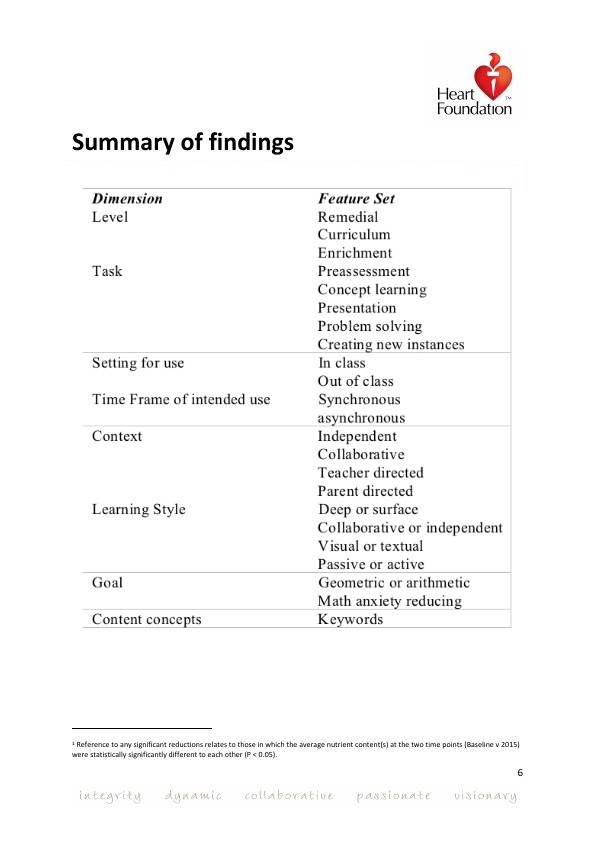 Heart
Foundation
TM
Summary of findings
Dimension Feature Set
Level Remedial
Curriculum
Enrichment
Task Preassessment
Concept learning
Presentation
Problem solving
Creating new instances
Setting for use In class
Out of class
Time Frame of intended use Synchronous
asynchronous
Context Independent
Collaborative
Teacher directed
Parent directed
Learning Style Deep or surface
Collaborative or independent
Visual or textual
Passive or active
Goal Geometric or arithmetic
Math anxiety reducing
Content concepts Keywords
¹ Reference to any significant reductions relates to those in which the average nutrient content(s) at the two time points (Baseline v 2015)
were statistically significantly different to each other (P < 0.05).
6
integrity dynamic collaborative passionate visionary